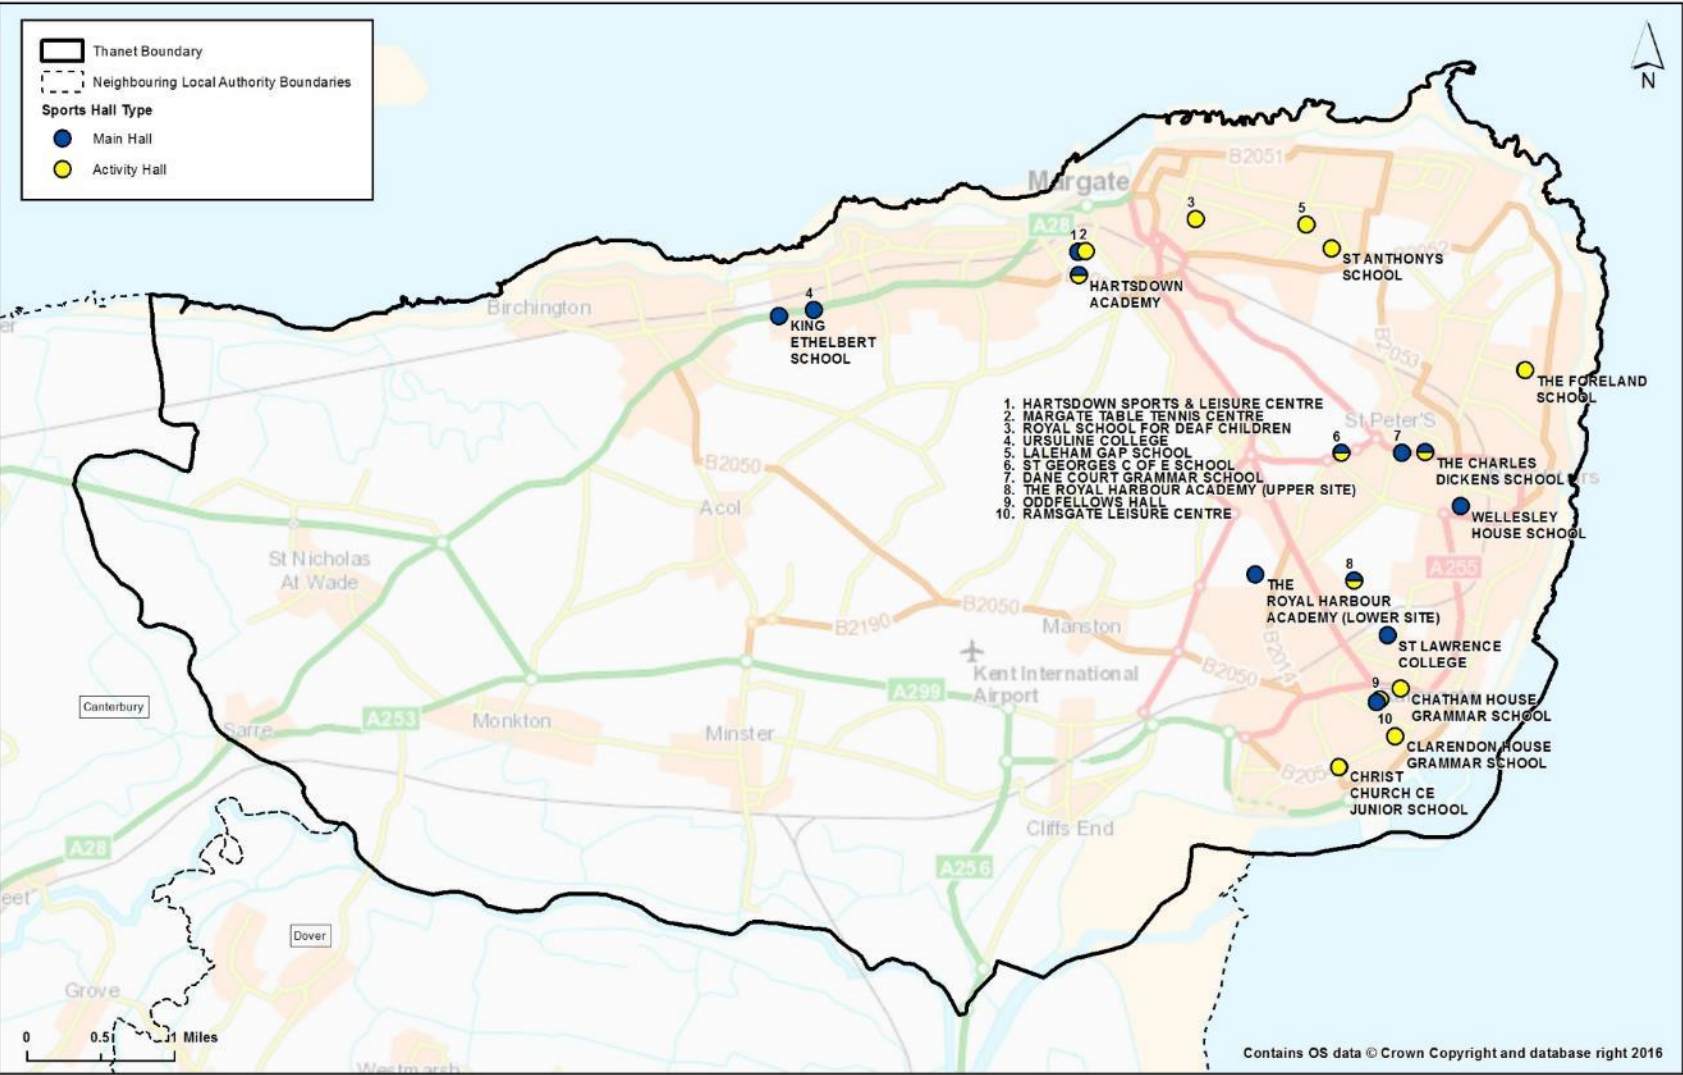 Thanet Boundary
Neighbouring Local Authority Boundaries
Sports Hall Type
Main Hall
Activity Hall
N
B2051
Margate
3
5
A28
1 2
B2052
ST ANTHONYS
SCHOOL
HARTSDOWN
ACADEMY
Birchington
4
KING
ETHELBERT
SCHOOL
B2053
THE FORELAND
SCHOOL
1. HARTSDOWN SPORTS & LEISURE CENTRE
2. MARGATE TABLE TENNIS CENTRE
3. ROYAL SCHOOL FOR DEAF CHILDREN
4. URSULINE COLLEGE
5. LALEHAM GAP SCHOOL
6. ST GEORGES C OF E SCHOOL
7. DANE COURT GRAMMAR SCHOOL
8. THE ROYAL HARBOUR ACADEMY (UPPER SITE)
9. ODDFELLOWS HALL
10. RAMSGATE LEISURE CENTRE
St Peter'S
6
7
B2050
THE CHARLES
DICKENS SCHOOL
Acol
WELLESLEY
HOUSE SCHOOL
St Nicholas
At Wade
A255
8
THE
ROYAL HARBOUR
ACADEMY (LOWER SITE)
B2050
B2190
Manston
B2014
ST LAWRENCE
COLLEGE
Kent International
Airport
B2050
A299
9
CHATHAM HOUSE
GRAMMAR SCHOOL
10
Canterbury
A253
Sarre
Monkton
Minster
CLARENDON HOUSE
GRAMMAR SCHOOL
CHRIST
CHURCH CE
JUNIOR SCHOOL
Cliffs End
A28
A256
Dover
Grove
0 0.5 1 Miles
Westmarsh
Contains OS data © Crown Copyright and database right 2016